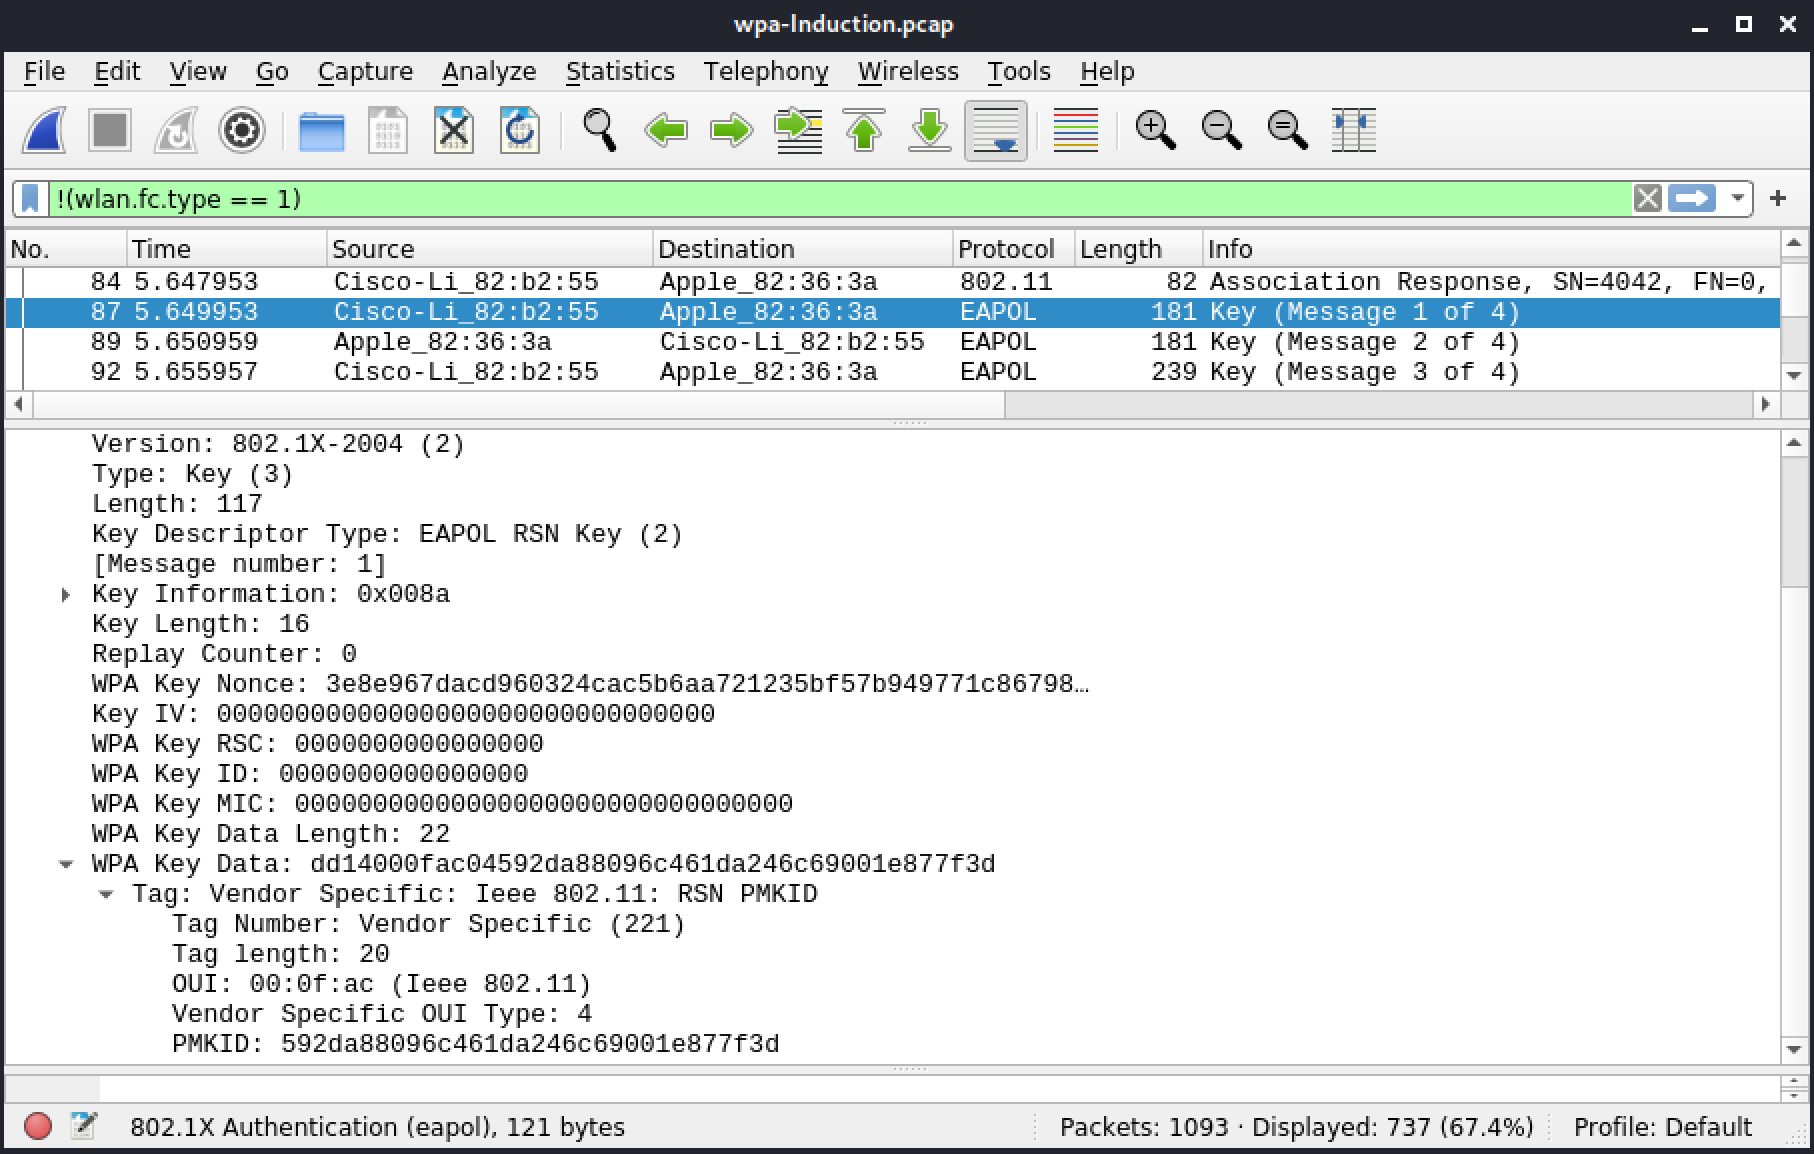 wpa-Induction.pcap
File Edit View Go Capture Analyze Statistics Telephony Wireless Tools Help
!(wlan.fc.type == 1)
No. Time Source Destination Protocol Length Info
84 5.647953 Cisco-Li_82:b2:55 Apple_82:36:3a 802.11 82 Association Response, SN=4042, FN=0,
87 5.649953 Cisco-Li_82:b2:55 Apple_82:36:3a EAPOL 181 Key (Message 1 of 4)
89 5.650959 Apple_82:36:3a Cisco-Li_82:b2:55 EAPOL 181 Key (Message 2 of 4)
92 5.655957 Cisco-Li_82:b2:55 Apple_82:36:3a EAPOL 239 Key (Message 3 of 4)
Version: 802.1X-2004 (2)
Type: Key (3)
Length: 117
Key Descriptor Type: EAPOL RSN Key (2)
[Message number: 1]
Key Information: 0x008a
Key Length: 16
Replay Counter: 0
WPA Key Nonce: 3e8e967dacd960324cac5b6aa721235bf57b949771c86798…
Key IV: 00000000000000000000000000000000
WPA Key RSC: 0000000000000000
WPA Key ID: 0000000000000000
WPA Key MIC: 00000000000000000000000000000000
WPA Key Data Length: 22
WPA Key Data: dd14000fac04592da88096c461da246c69001e877f3d
Tag: Vendor Specific: Ieee 802.11: RSN PMKID
Tag Number: Vendor Specific (221)
Tag length: 20
OUI: 00:0f:ac (Ieee 802.11)
Vendor Specific OUI Type: 4
PMKID: 592da88096c461da246c69001e877f3d
802.1X Authentication (eapol), 121 bytes Packets: 1093 · Displayed: 737 (67.4%) Profile: Default